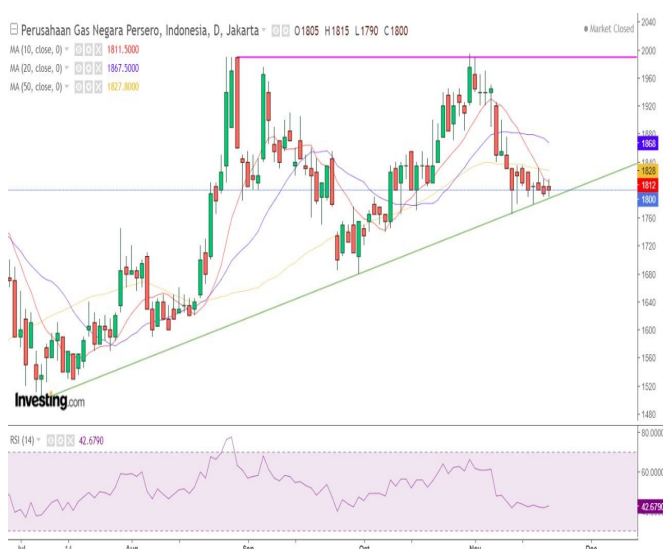 Perusahaan Gas Negara Persero, Indonesia, D, Jakarta O1805 H1815 L1790 C1800
Market Closed
MA (10, close, 0) 1811.5000
MA (20, close, 0) 1867.5000
MA (50, close, 0) 1827.8000
2040
2000
1960
1920
1880
1868
1840
1828
1812
1800
1760
1720
1680
1640
1600
1560
1520
1480
Investing.com
RSI (14) 42.6790
80.0000
42.6790
Jul
Aug
Sep
Oct
Nov
Dec